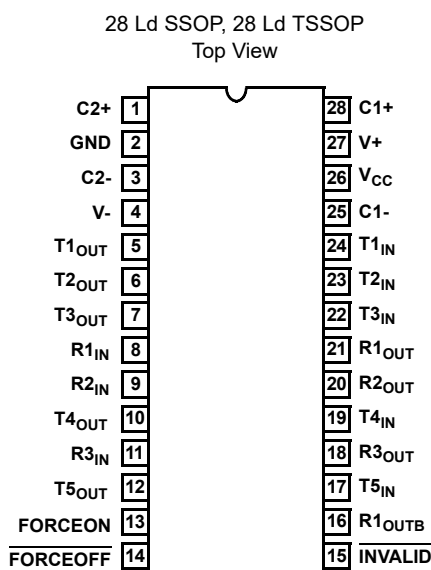 28 Ld SSOP, 28 Ld TSSOP
Top View
C2+ 1 28 C1+
GND 2 27 V+
C2- 3 26 VCC
V- 4 25 C1-
T1OUT 5 24 T1IN
T2OUT 6 23 T2IN
T3OUT 7 22 T3IN
R1IN 8 21 R1OUT
R2IN 9 20 R2OUT
T4OUT 10 19 T4IN
R3IN 11 18 R3OUT
T5OUT 12 17 T5IN
FORCEON 13 16 R1OUTB
FORCEOFF 14 15 INVALID